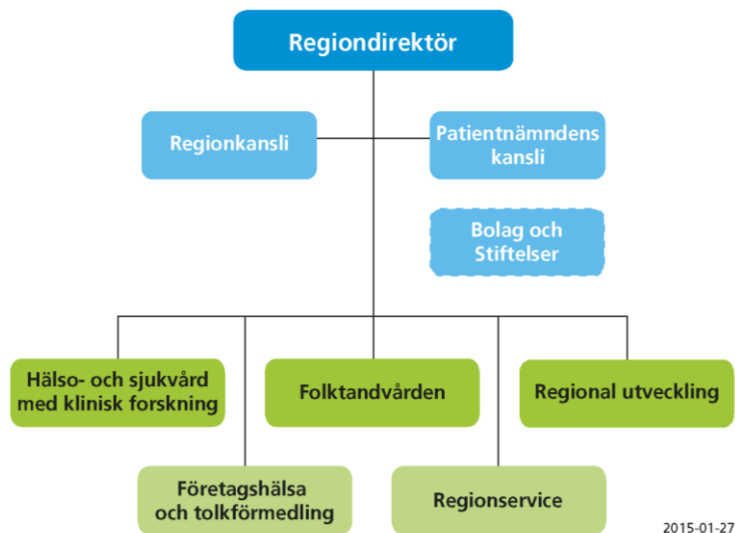 Regiondirektör
Regionkansli
Patientnämndens
kansli
Bolag och
Stiftelser
Hälso- och sjukvård
med klinisk forskning
Folktandvården
Regional utveckling
Företagshälsa
och tolkförmedling
Regionservice
2015-01-27